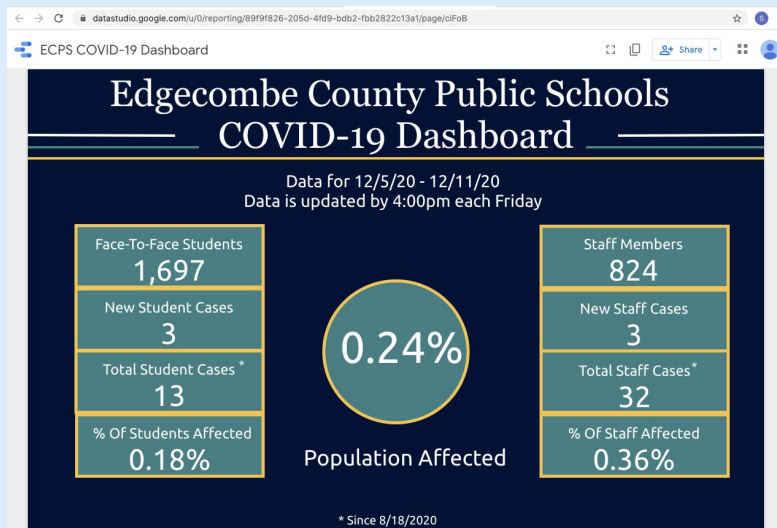 datastudio.google.com/u/0/reporting/89f9f826-205d-4fd9-bdb2-fbb2822c13a1/page/ciFoB
S
ECPS COVID-19 Dashboard
Share
Edgecombe County Public Schools
COVID-19 Dashboard
Data for 12/5/20 - 12/11/20
Data is updated by 4:00pm each Friday
Face-To-Face Students
1,697
New Student Cases
3
Total Student Cases *
13
% Of Students Affected
0.18%
0.24%
Population Affected
Staff Members
824
New Staff Cases
3
Total Staff Cases*
32
% Of Staff Affected
0.36%
* Since 8/18/2020